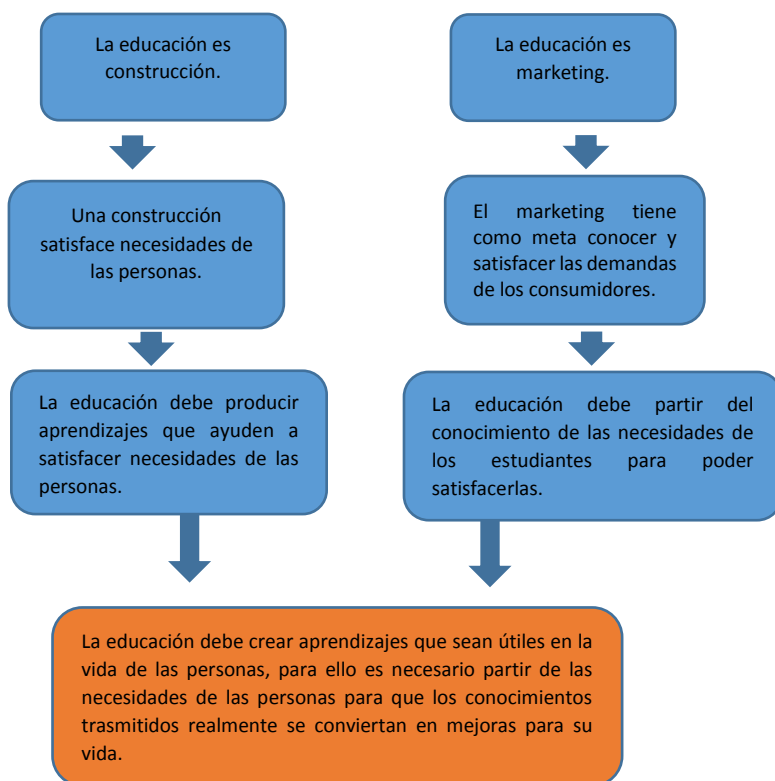 La educación es
construcción.
La educación es
marketing.
Una construcción
satisface necesidades de
las personas.
El marketing tiene
como meta conocer y
satisfacer las demandas
de los consumidores.
La educación debe producir
aprendizajes que ayuden a
satisfacer necesidades de las
personas.
La educación debe partir del
conocimiento de las necesidades de
los estudiantes para poder
satisfacerlas.
La educación debe crear aprendizajes que sean útiles en la
vida de las personas, para ello es necesario partir de las
necesidades de las personas para que los conocimientos
trasmitidos realmente se conviertan en mejoras para su
vida.